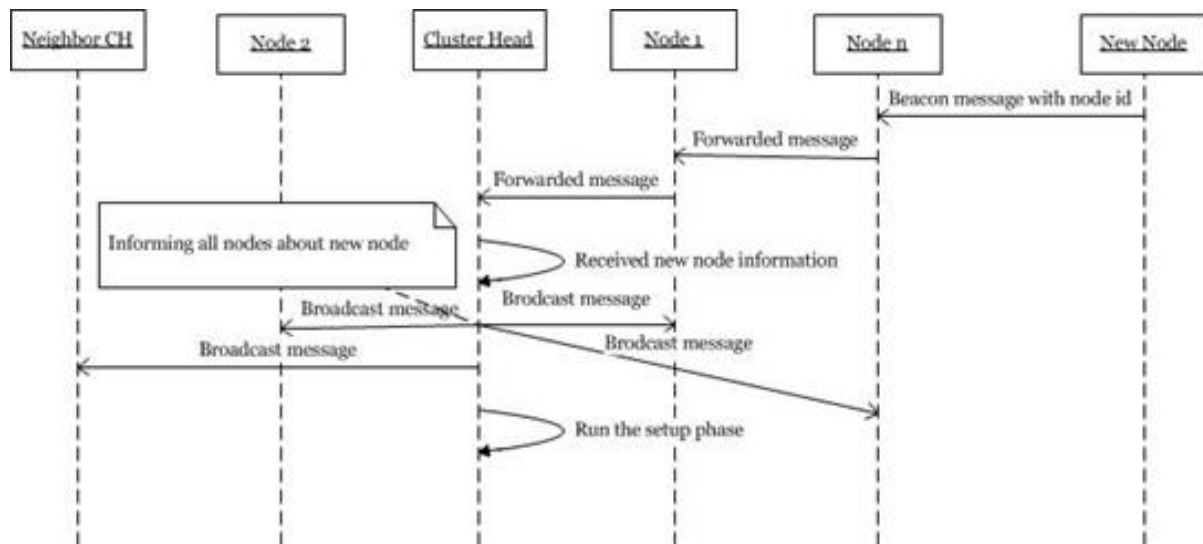 Neighbor CH
Node 2
Cluster Head
Node 1
Node n
New Node
Beacon message with node id
Forwarded message
Forwarded message
Informing all nodes about new node
Received new node information
Broadcast message
Brodcast message
Broadcast message
Brodcast message
Run the setup phase